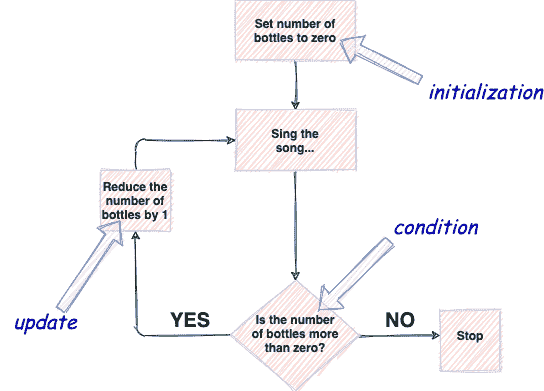 Set number of
bottles to zero
initialization
Sing the
song...
Reduce the
number of
bottles by 1
condition
update
YES
Is the number
of bottles more
than zero?
NO
Stop